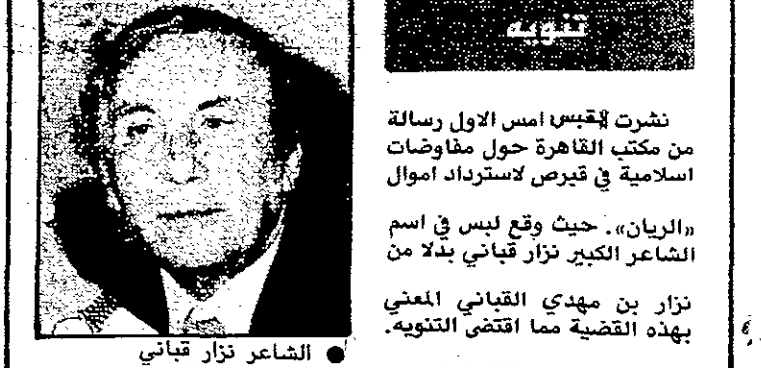 تنويه
نشرت القبس امس الاول رسالة
من مكتب القاهرة حول مفاوضات
اسلامية في قبرص لاسترداد اموال
«الريان». حيث وقع لبس في اسم
الشاعر الكبير نزار قباني بدلا من
نزار بن مهدي القباني المعني
بهذه القضية مما اقتضى التنويه.
● الشاعر نزار قباني